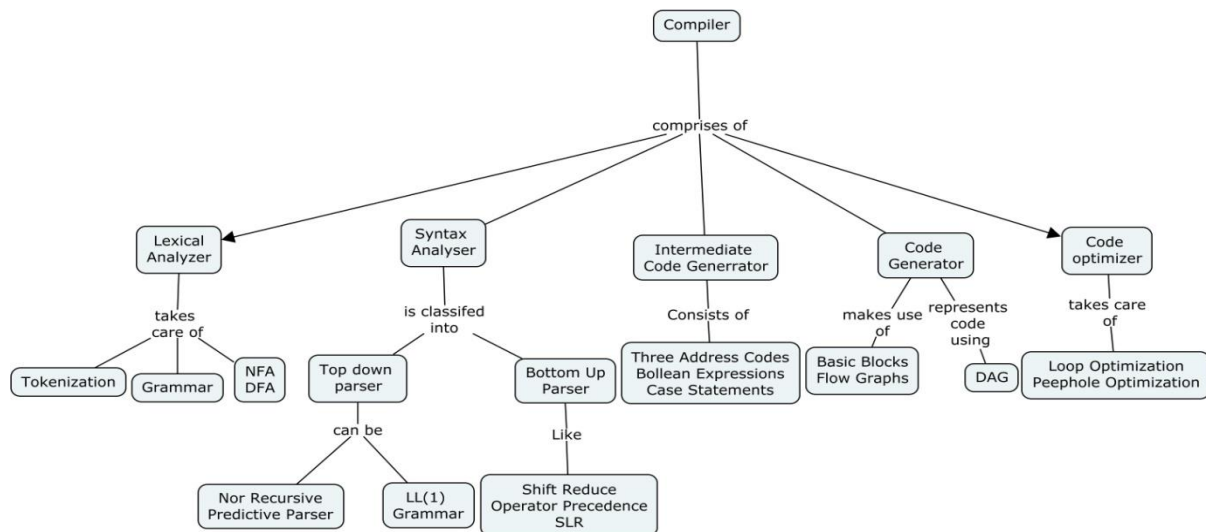 Compiler
comprises of
Lexical
Analyzer
Syntax
Analyser
Intermediate
Code Generrator
Code
Generator
Code
optimizer
takes
care of
is classifed
into
Consists of
makes use
of
represents
code
using
takes care
of
Tokenization
Grammar
NFA
DFA
Top down
parser
Bottom Up
Parser
Three Address Codes
Bollean Expressions
Case Statements
Basic Blocks
Flow Graphs
DAG
Loop Optimization
Peephole Optimization
can be
Like
Nor Recursive
Predictive Parser
LL(1)
Grammar
Shift Reduce
Operator Precedence
SLR